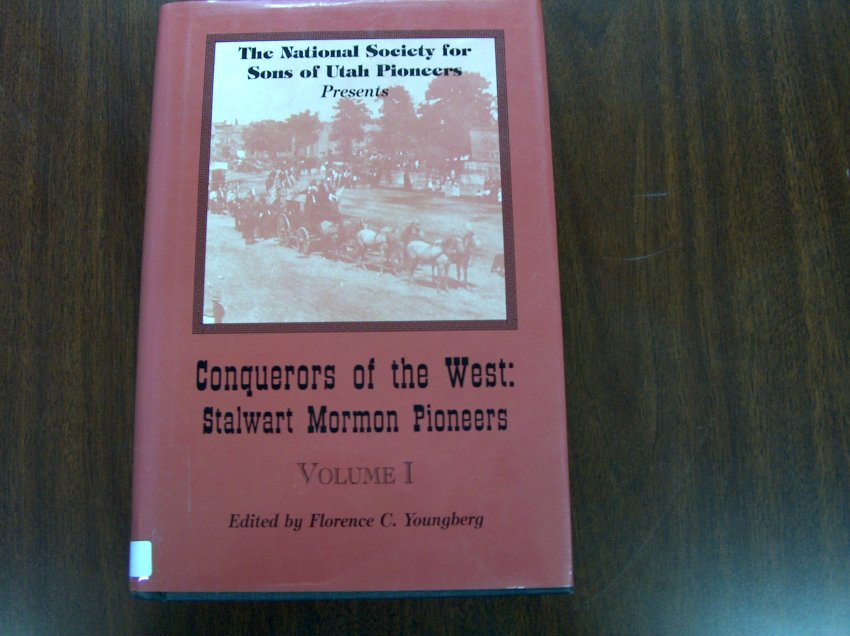 The National Society for
Sons of Utah Pioneers
Presents
Conquerors of the West:
Stalwart Mormon Pioneers
VOLUME I
Edited by Florence C. Youngberg